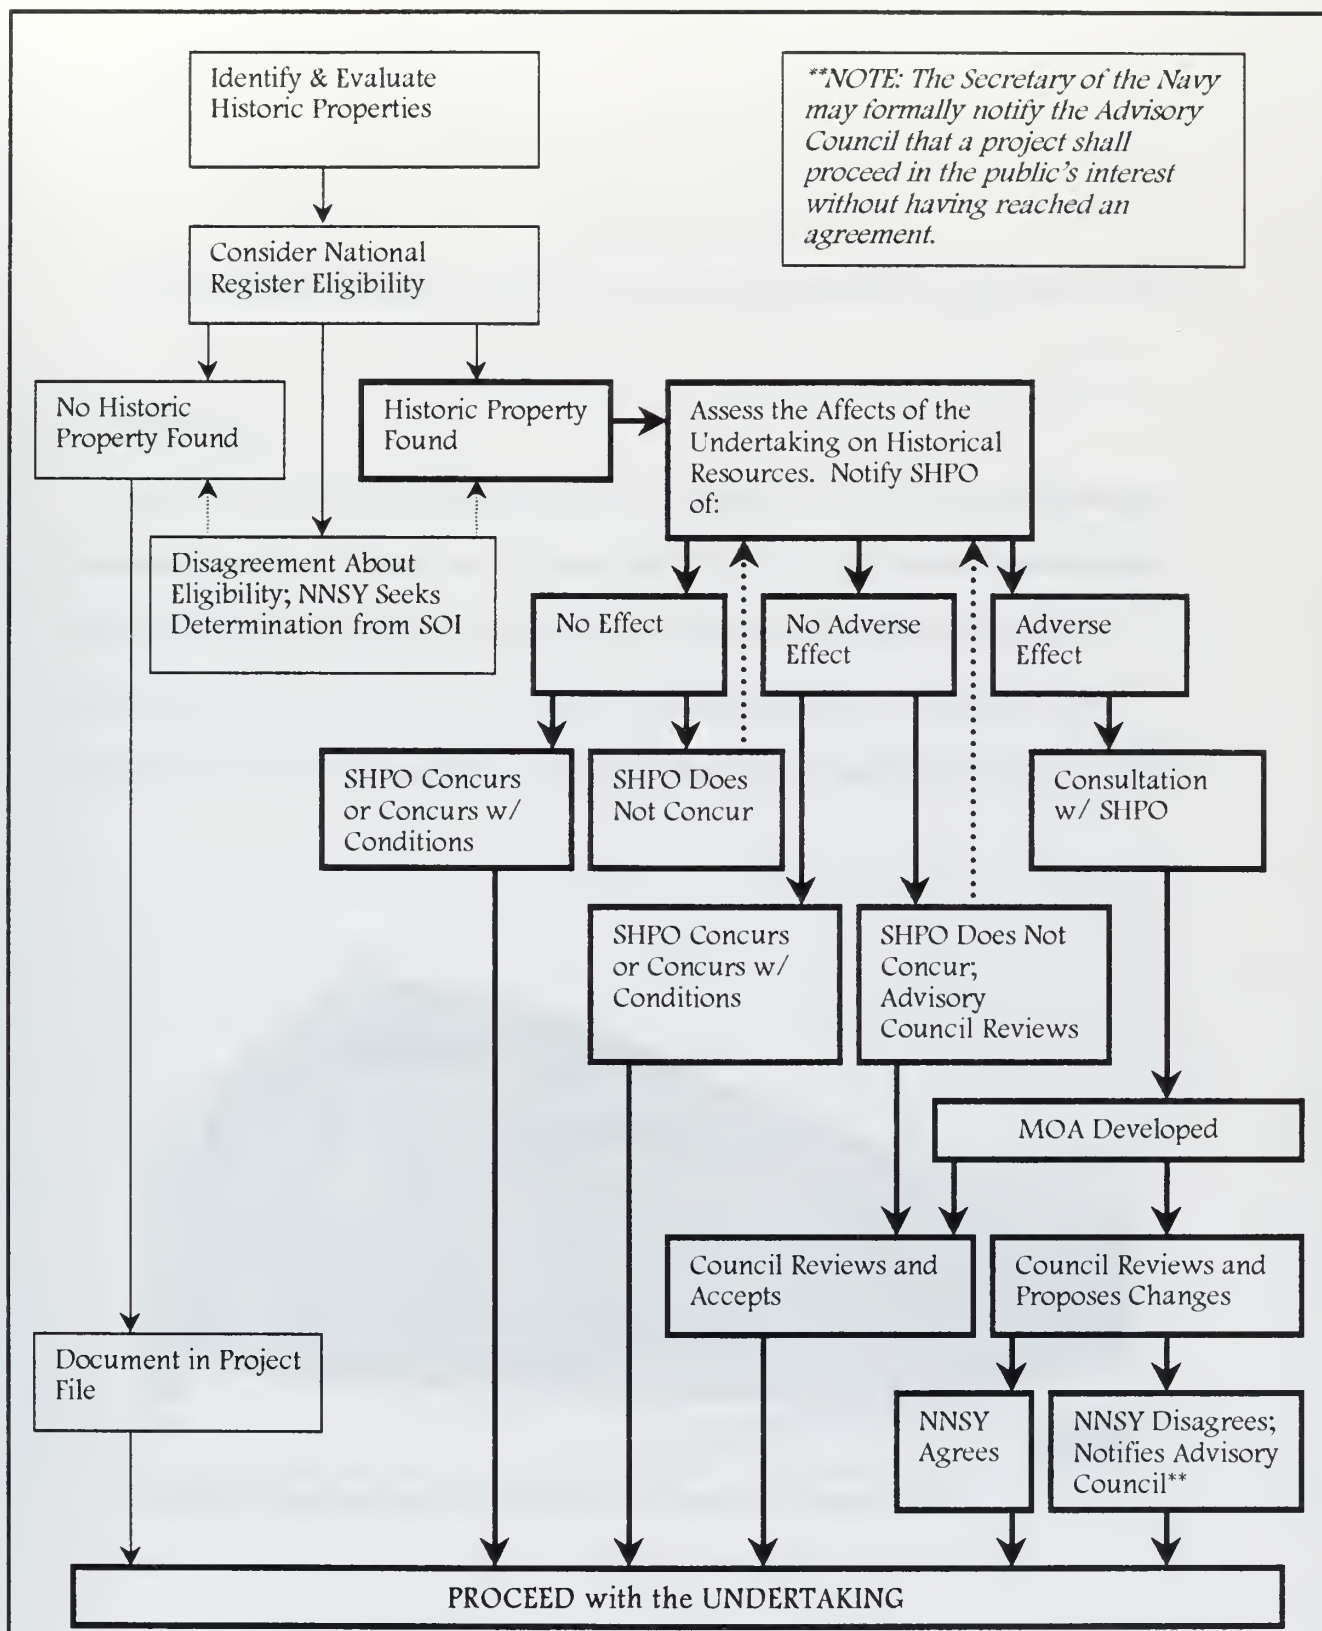 Identify & Evaluate
Historic Properties
**NOTE: The Secretary of the Navy
may formally notify the Advisory
Council that a project shall
proceed in the public's interest
without having reached an
agreement.
Consider National
Register Eligibility
No Historic
Property Found
Historic Property
Found
Assess the Affects of the
Undertaking on Historical
Resources. Notify SHPO
of:
Disagreement About
Eligibility; NNSY Seeks
Determination from SOI
No Effect
No Adverse
Effect
Adverse
Effect
SHPO Concurs
or Concurs w/
Conditions
SHPO Does
Not Concur
Consultation
w/ SHPO
SHPO Concurs
or Concurs w/
Conditions
SHPO Does Not
Concur;
Advisory
Council Reviews
MOA Developed
Council Reviews and
Accepts
Council Reviews and
Proposes Changes
Document in Project
File
NNSY
Agrees
NNSY Disagrees;
Notifies Advisory
Council**
PROCEED with the UNDERTAKING